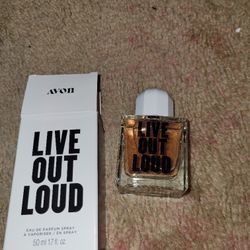 AVON
LIVE
OUT
LOUD
EAU DE PARFUM SPRAY
A VAPORISER / EN SPRAY
50 ml 1.7 fl. oz.
LIVE
OUT
LOUD